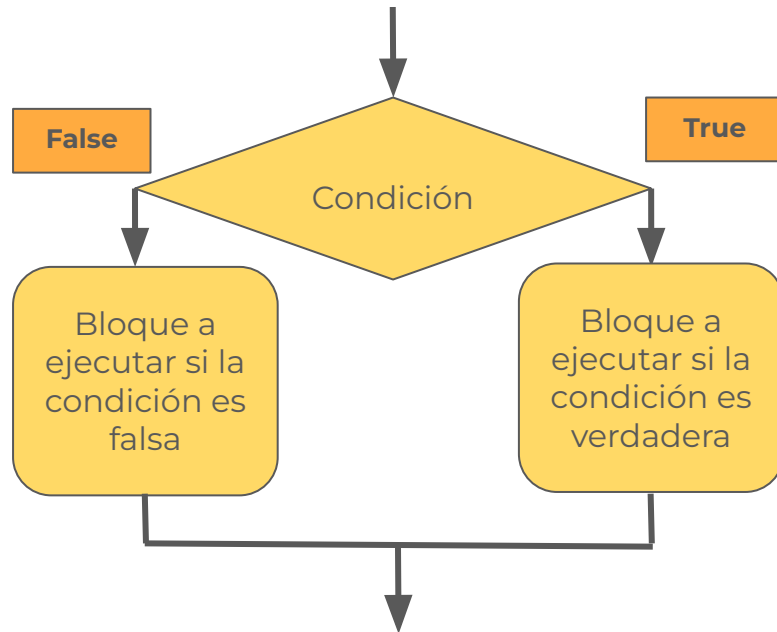 False
True
Condición
Bloque a
ejecutar si la
condición es
falsa
Bloque a
ejecutar si la
condición es
verdadera